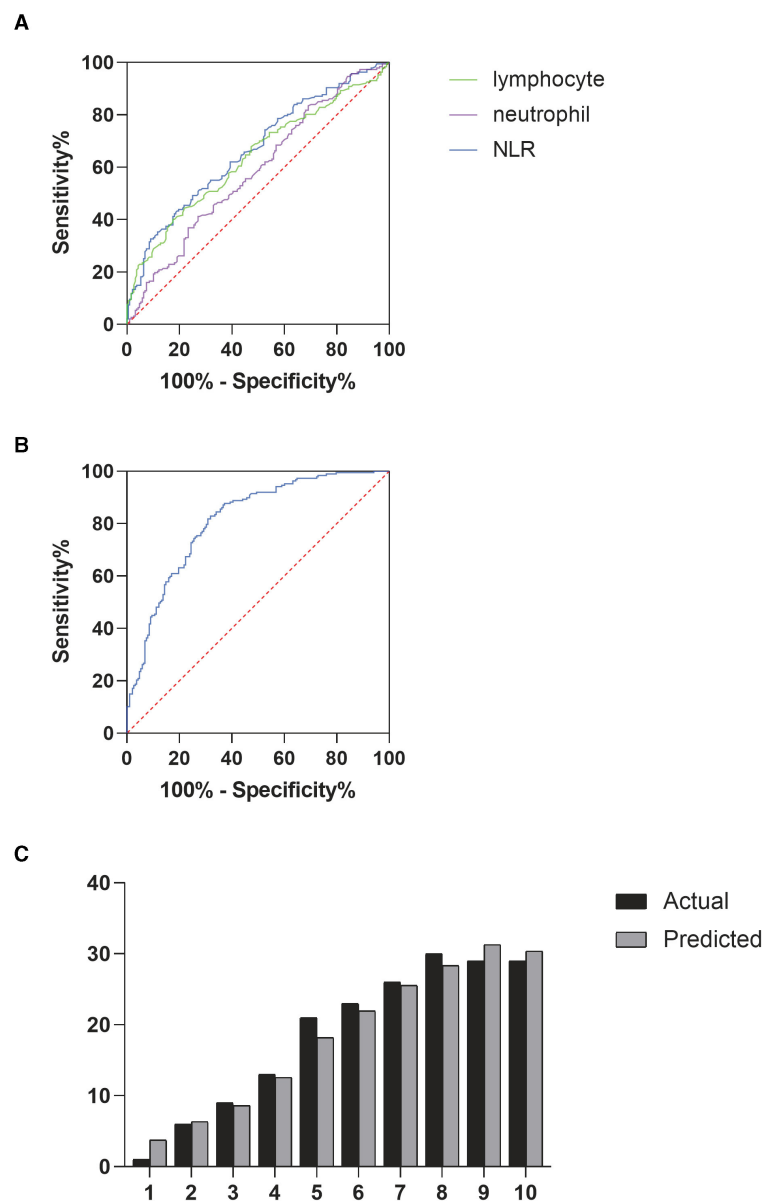 A
lymphocyte
neutrophil
NLR
100
80
60
40
20
0
Sensitivity%
0 20 40 60 80 100
100% - Specificity%
B
100
80
60
40
20
0
Sensitivity%
0 20 40 60 80 100
100% - Specificity%
C
Actual
Predicted
40
30
20
10
0
1 2 3 4 5 6 7 8 9 10